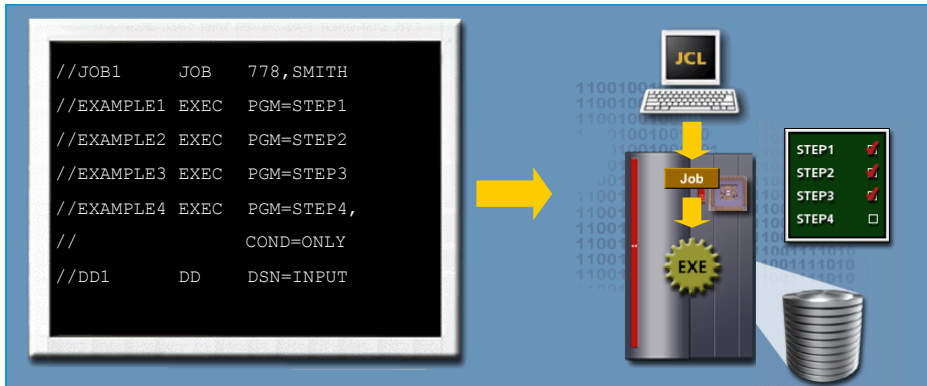 //JOB1 JOB 778,SMITH
//EXAMPLE1 EXEC PGM=STEP1
//EXAMPLE2 EXEC PGM=STEP2
//EXAMPLE3 EXEC PGM=STEP3
//EXAMPLE4 EXEC PGM=STEP4,
// COND=ONLY
//DD1 DD DSN=INPUT
JCL
Job
EXE
STEP1
STEP2
STEP3
STEP4